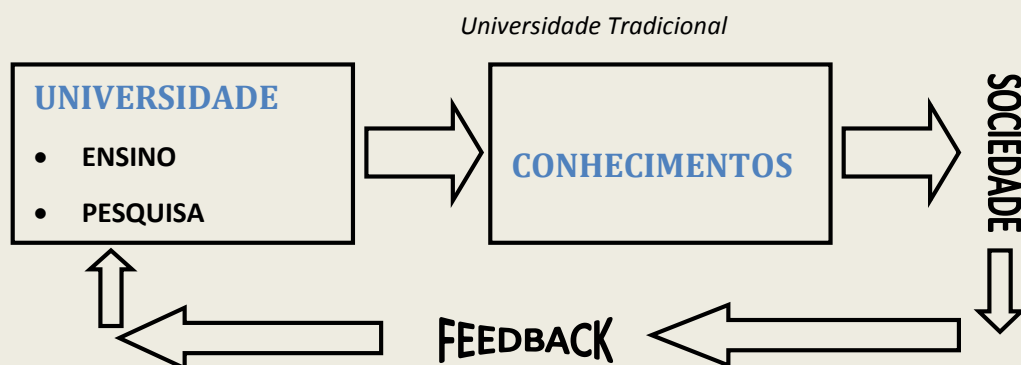 Universidade Tradicional
UNIVERSIDADE
• ENSINO
• PESQUISA
CONHECIMENTOS
SOCIEDADE
FEEDBACK